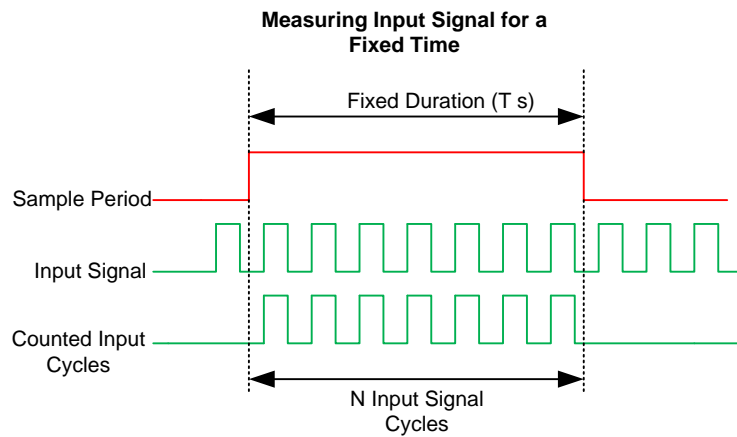 Measuring Input Signal for a
Fixed Time
Fixed Duration (T s)
Sample Period
Input Signal
Counted Input
Cycles
N Input Signal
Cycles